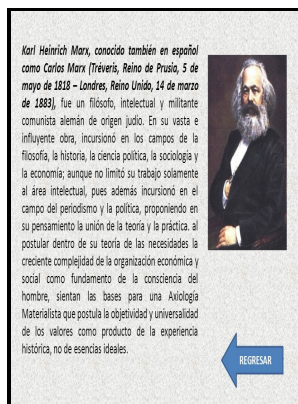 Karl Heinrich Marx, conocido también en español
como Carlos Marx (Tréveris, Reino de Prusia, 5 de
mayo de 1818 – Londres, Reino Unido, 14 de marzo
de 1883), fue un filósofo, intelectual y militante
comunista alemán de origen judio. En su vasta e
influyente obra, incursionó en los campos de la
filosofía, la historia, la ciencia política, la sociología y
la economía; aunque no limitó su trabajo solamente
al área intelectual, pues además incursionó en el
campo del periodismo y la política, proponiendo en
su pensamiento la unión de la teoría y la práctica. al
postular dentro de su teoría de las necesidades la
creciente complejidad de la organización económica y
social como fundamento de la consciencia del
hombre, sientan las bases para una Axiología
Materialista que postula la objetividad y universalidad
de los valores como producto de la experiencia
histórica, no de esencias ideales.
REGRESAR